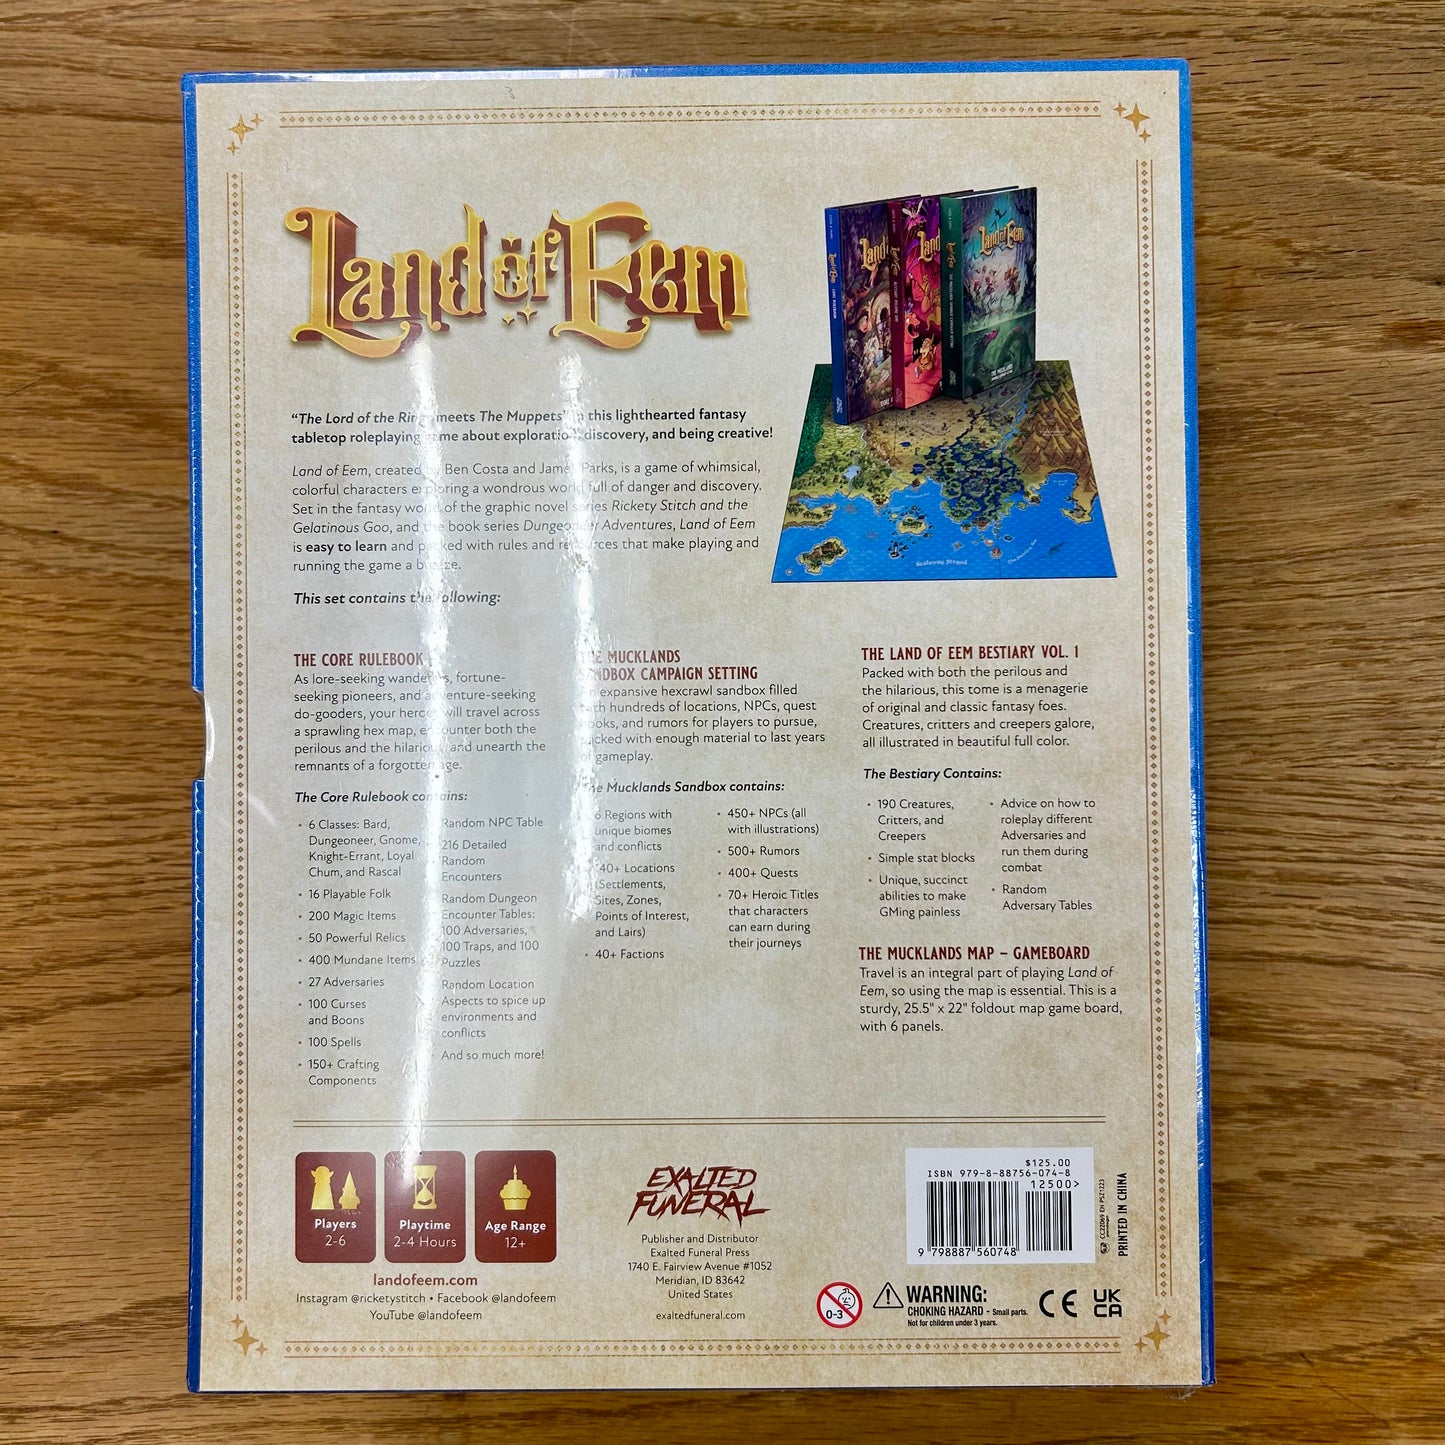 Land of Eem
"The Lord of the Rings meets The Muppets" in this lighthearted fantasy
tabletop roleplaying game about exploration, discovery, and being creative!
Land of Eem, created by Ben Costa and James Parks, is a game of whimsical,
colorful characters exploring a wondrous world full of danger and discovery.
Set in the fantasy world of the graphic novel series Rickety Stitch and the
Gelatinous Goo, and the book series Dungeoneer Adventures, Land of Eem
is easy to learn and packed with rules and resources that make playing and
running the game a breeze.
This set contains the following:
Land of Eem
THE MUCKLAND
Seabeway Strand
THE CORE RULEBOOK
As lore-seeking wanderers, fortune-
seeking pioneers, and adventure-seeking
do-gooders, your heroes will travel across
a sprawling hex map, encounter both the
perilous and the hilarious, and unearth the
remnants of a forgotten age.
The Core Rulebook contains:
• 6 Classes: Bard,
Dungeoneer, Gnome,
Knight-Errant, Loyal
Chum, and Rascal
• 16 Playable Folk
• 200 Magic Items
• 50 Powerful Relics
• 400 Mundane Items
• 27 Adversaries
• 100 Curses
and Boons
• 100 Spells
• 150+ Crafting
Components
Random NPC Table
216 Detailed
Random
Encounters
Random Dungeon
Encounter Tables:
100 Adversaries,
100 Traps, and 100
Puzzles
Random Location
Aspects to spice up
environments and
conflicts
• And so much more!
THE MUCKLANDS
SANDBOX CAMPAIGN SETTING
An expansive hexcrawl sandbox filled
with hundreds of locations, NPCs, quest
hooks, and rumors for players to pursue,
packed with enough material to last years
of gameplay.
The Mucklands Sandbox contains:
6 Regions with
unique biomes
and conflicts
40+ Locations
(Settlements,
Sites, Zones,
Points of Interest,
and Lairs)
• 40+ Factions
• 450+ NPCs (all
with illustrations)
• 500+ Rumors
• 400+ Quests
• 70+ Heroic Titles
that characters
can earn during
their journeys
THE LAND OF EEM BESTIARY VOL. 1
Packed with both the perilous and
the hilarious, this tome is a menagerie
of original and classic fantasy foes.
Creatures, critters and creepers galore,
all illustrated in beautiful full color.
The Bestiary Contains:
• 190 Creatures,
Critters, and
Creepers
• Simple stat blocks
• Unique, succinct
abilities to make
GMing painless
• Advice on how to
roleplay different
Adversaries and
run them during
combat
• Random
Adversary Tables
THE MUCKLANDS MAP – GAMEBOARD
Travel is an integral part of playing Land of
Eem, so using the map is essential. This is a
sturdy, 25.5" x 22" foldout map game board,
with 6 panels.
Players
2-6
Playtime
2-4 Hours
Age Range
12+
landofeem.com
Instagram @ricketystitch • Facebook @landofeem
YouTube @landofeem
EXALTED
FUNERAL
Publisher and Distributor
Exalted Funeral Press
1740 E. Fairview Avenue #1052
Meridian, ID 83642
United States
exaltedfuneral.com
$125.00
ISBN 979-8-88756-074-8
12500>
9 798887 560748
CC22069 EN PSZ1223
PRINTED IN CHINA
0-3
WARNING:
CHOKING HAZARD - Small parts.
Not for children under 3 years.
CE
UK
CA